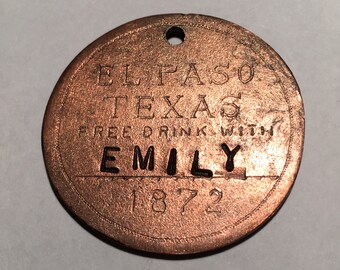 EL PASO
TEXAS
FREE DRINK WITH
EMILY
1872